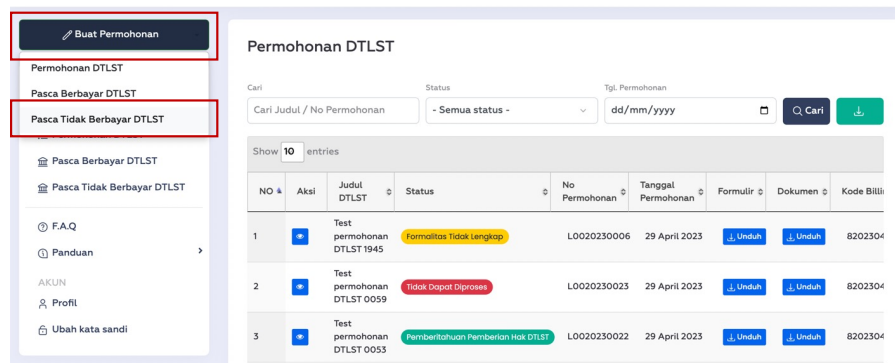 Buat Permohonan
Permohonan DTLST
Pasca Berbayar DTLST
Pasca Tidak Berbayar DTLST
Pasca Berbayar DTLST
Pasca Tidak Berbayar DTLST
F.A.Q
Panduan
AKUN
Profil
Ubah kata sandi
Permohonan DTLST
Cari Status Tgl. Permohonan
Cari Judul / No Permohonan - Semua status - dd/mm/yyyy Cari
Show 10 entries
NO Aksi Judul DTLST Status No Permohonan Tanggal Permohonan Formulir Dokumen Kode
1 Test permohonan DTLST 1945 Formalitas Tidak Lengkap L0020230006 29 April 2023 Unduh Unduh 8202304
2 Test permohonan DTLST 0059 Tidak Dapat Diproses L0020230023 29 April 2023 Unduh Unduh 8202304
3 Test permohonan DTLST 0053 Pemberitahuan Pemberian Hak DTLST L0020230022 29 April 2023 Unduh Unduh 8202304